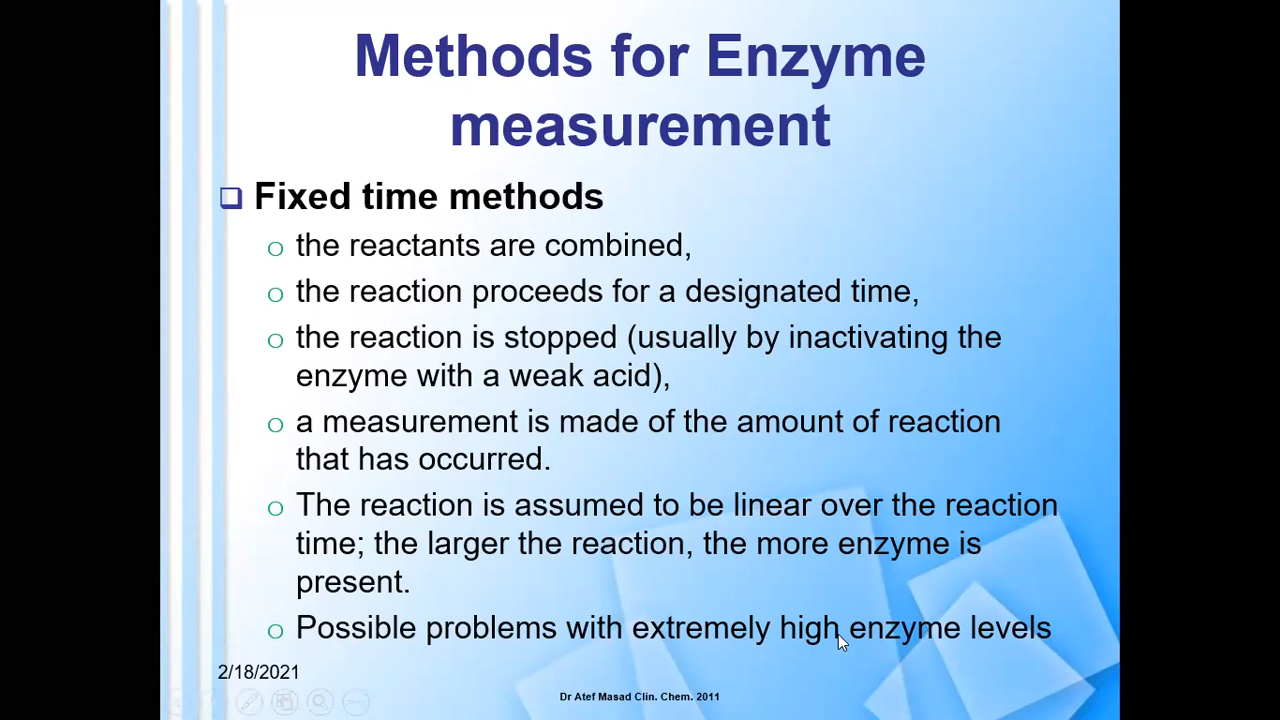 Methods for Enzyme
measurement
Fixed time methods
the reactants are combined,
the reaction proceeds for a designated time,
the reaction is stopped (usually by inactivating the
enzyme with a weak acid),
a measurement is made of the amount of reaction
that has occurred.
The reaction is assumed to be linear over the reaction
time; the larger the reaction, the more enzyme is
present.
Possible problems with extremely high enzyme levels
2/18/2021
Dr Atef Masad Clin. Chem. 2011